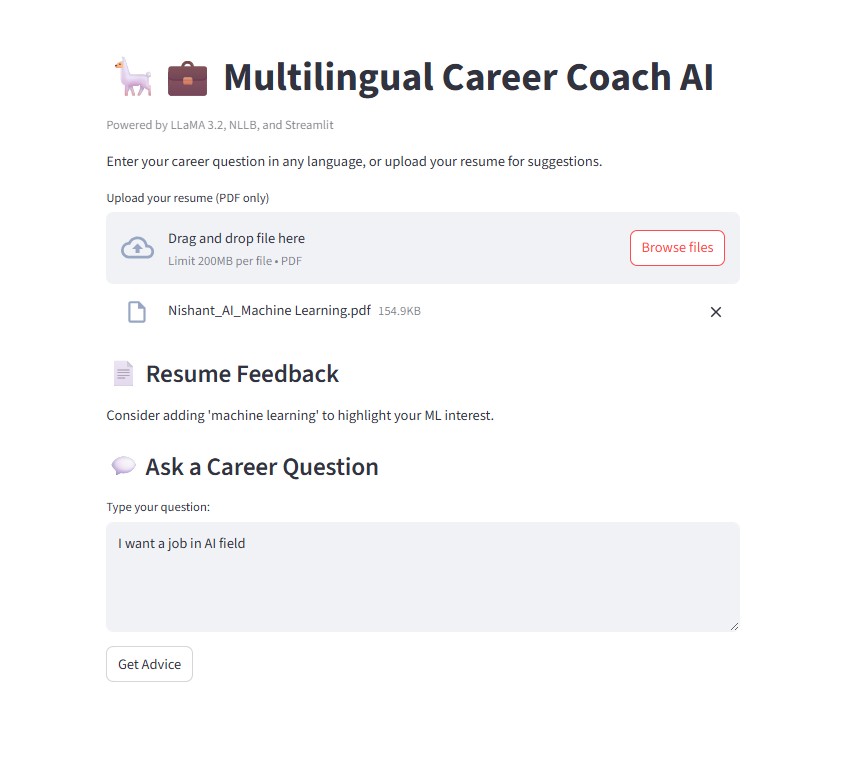 Multilingual Career Coach AI
Powered by LLaMA 3.2, NLLB, and Streamlit
Enter your career question in any language, or upload your resume for suggestions.
Upload your resume (PDF only)
Drag and drop file here
Limit 200MB per file • PDF
Browse files
Nishant_AI_Machine Learning.pdf 154.9KB
Resume Feedback
Consider adding 'machine learning' to highlight your ML interest.
Ask a Career Question
Type your question:
I want a job in AI field
Get Advice